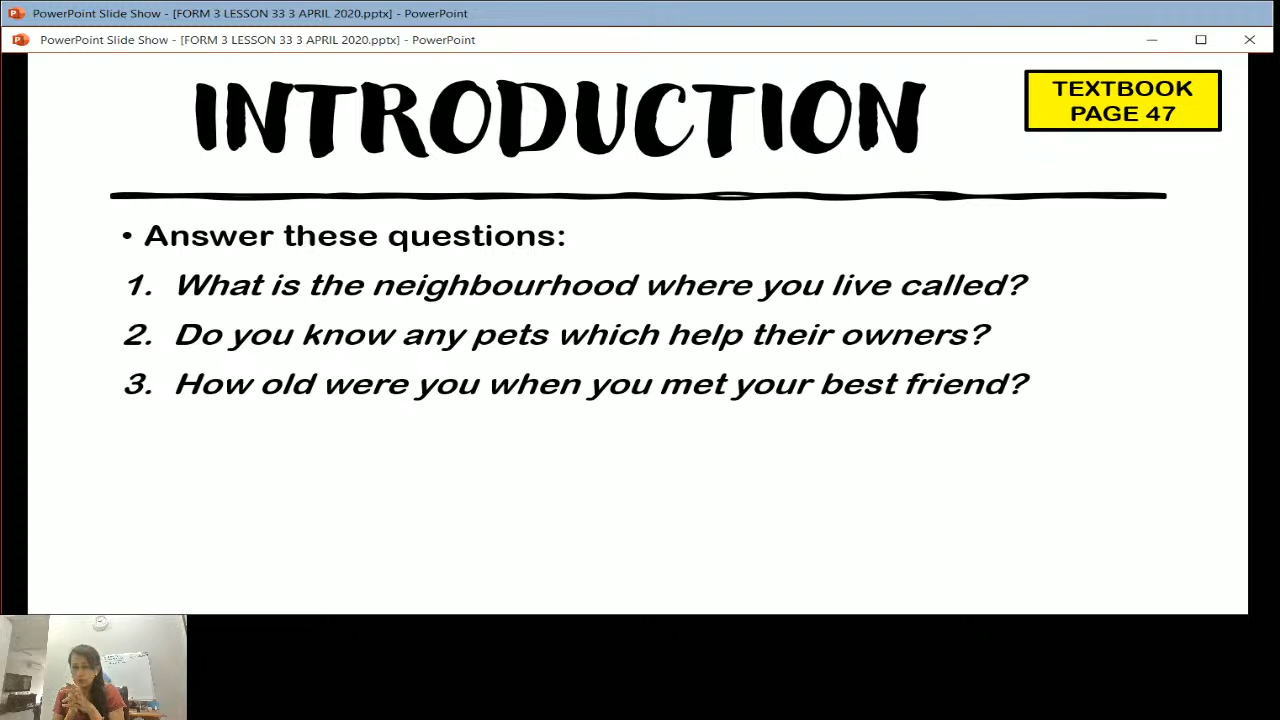 PowerPoint Slide Show - [FORM 3 LESSON 33 3 APRIL 2020.pptx] - PowerPoint
PowerPoint Slide Show - [FORM 3 LESSON 33 3 APRIL 2020.pptx] - PowerPoint
INTRODUCTION
TEXTBOOK
PAGE 47
• Answer these questions:
1. What is the neighbourhood where you live called?
2. Do you know any pets which help their owners?
3. How old were you when you met your best friend?